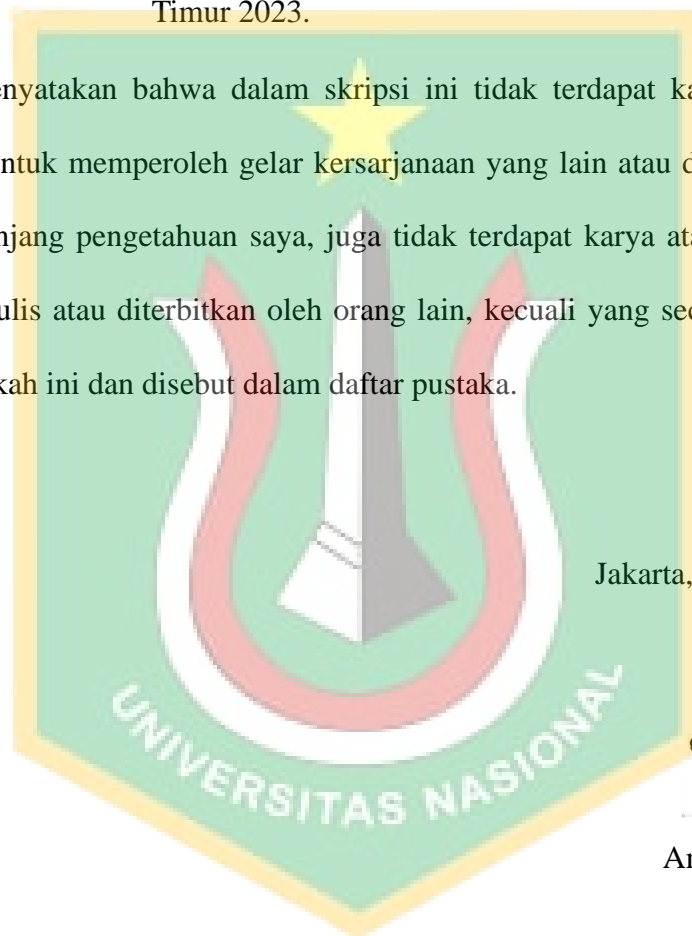 Timur 2023.
enyatakan bahwa dalam skripsi ini tidak terdapat ka
ntuk memperoleh gelar kersarjanaan yang lain atau d
njang pengetahuan saya, juga tidak terdapat karya ata
ulis atau diterbitkan oleh orang lain, kecuali yang sec
kah ini dan disebut dalam daftar pustaka.
Jakarta,
UNIVERSITAS NASIONAL
Ar